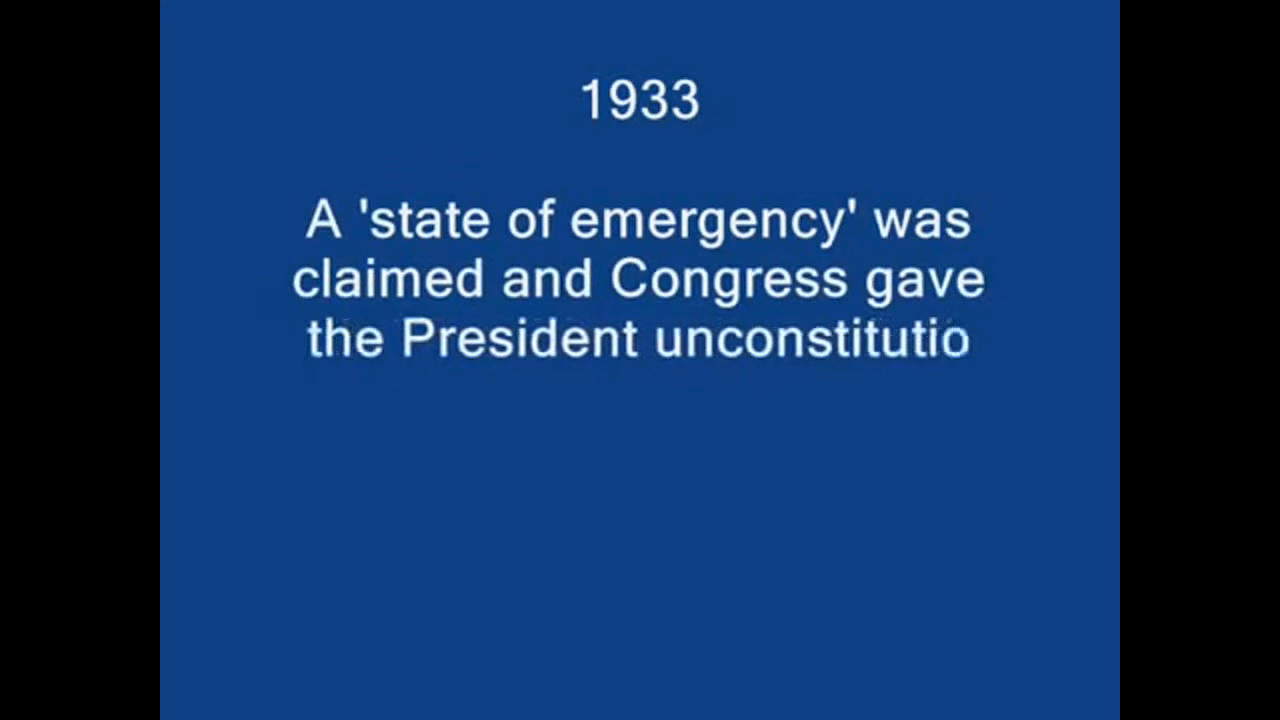 1933
A 'state of emergency' was
claimed and Congress gave
the President unconstitutio